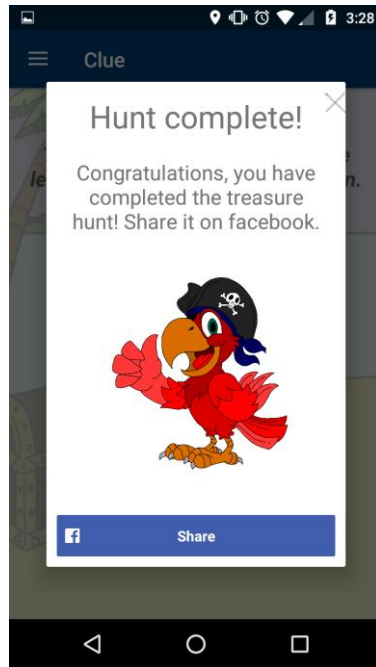 3:28
Clue
Hunt complete!
Congratulations, you have
completed the treasure
hunt! Share it on facebook.
Share